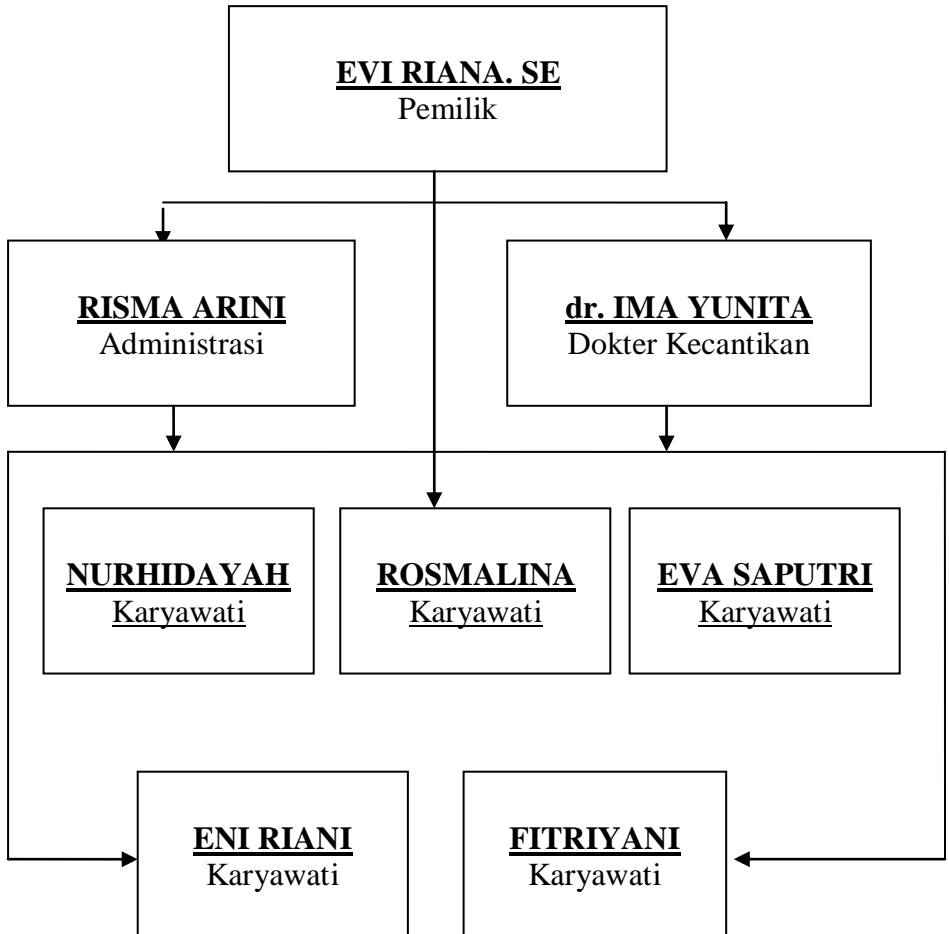 EVI RIANA. SE
Pemilik
RISMA ARINI
Administrasi
dr. IMA YUNITA
Dokter Kecantikan
NURHIDAYAH
Karyawati
ROSMALINA
Karyawati
EVA SAPUTRI
Karyawati
ENI RIANI
Karyawati
FITRIYANI
Karyawati